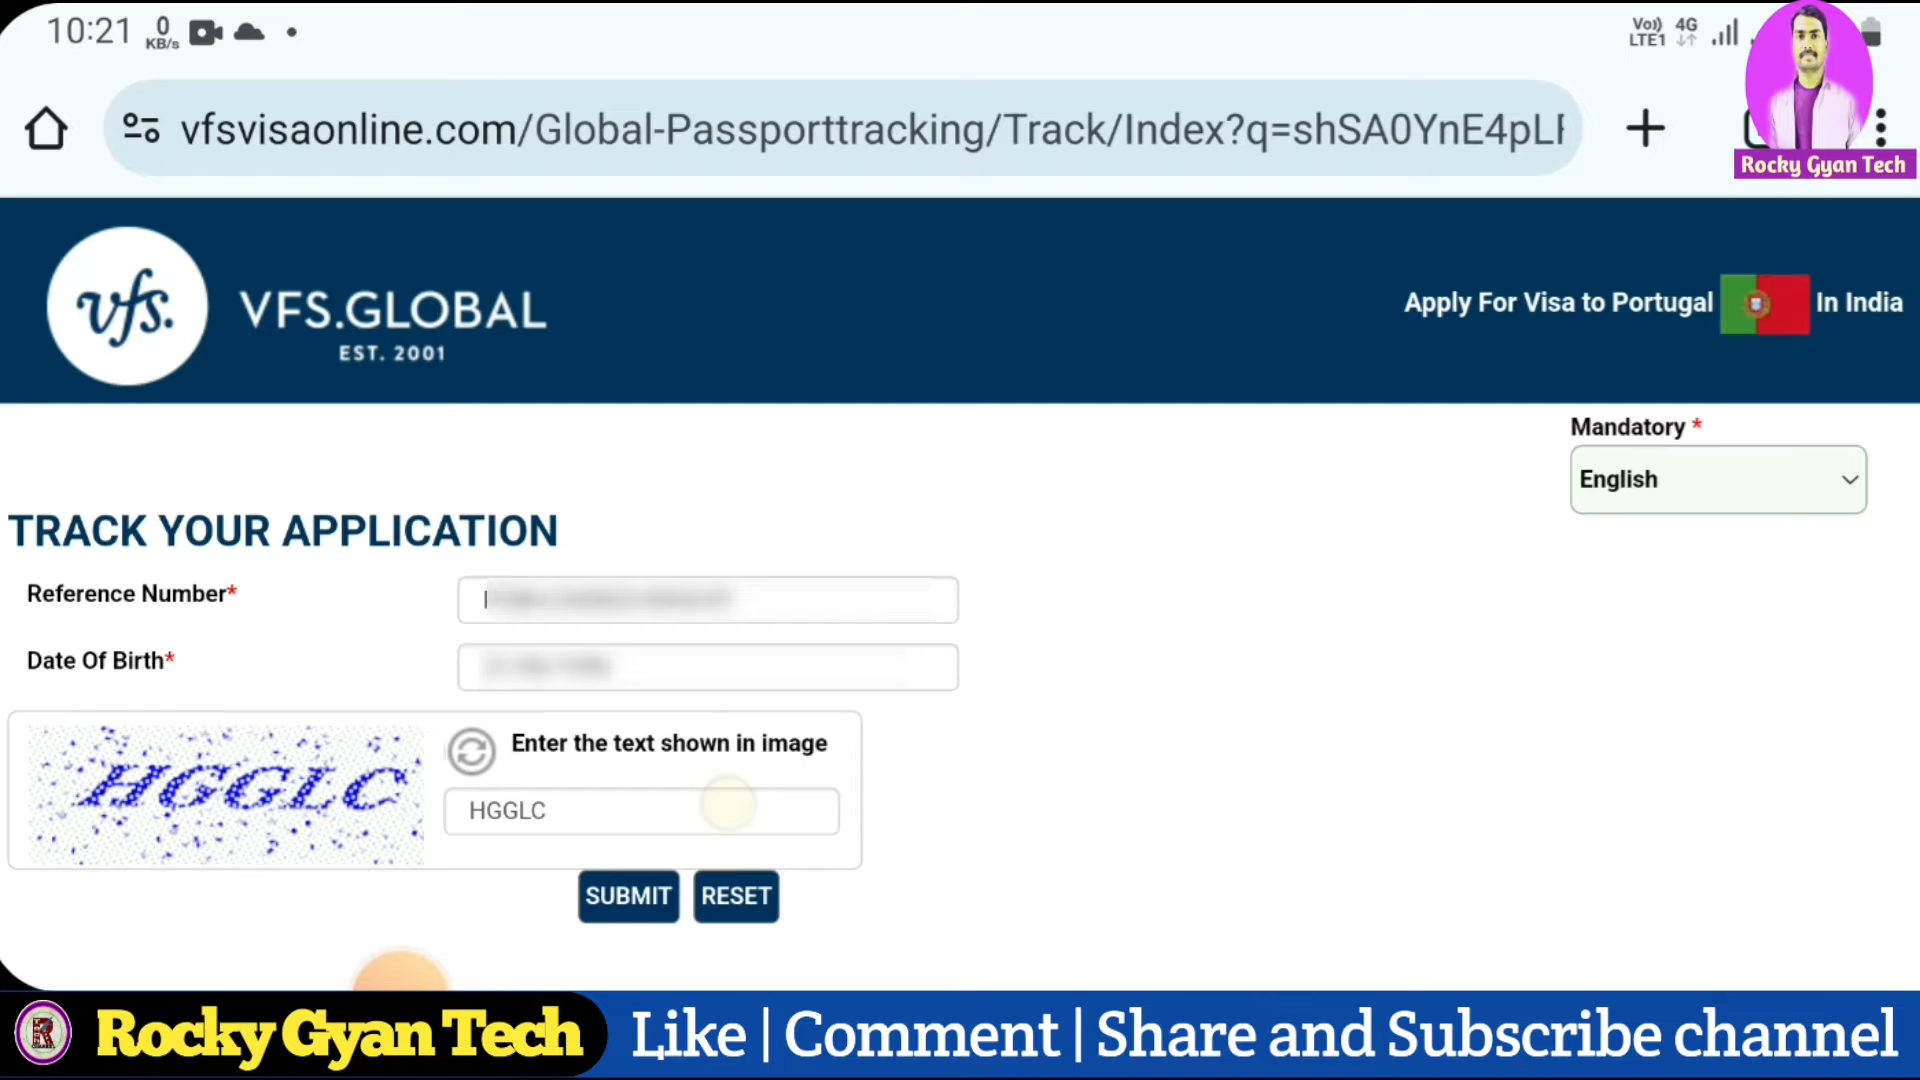 10:21 0 KB/s Vo)) LTE1 4G
vfsvisaonline.com/Global-Passporttracking/Track/Index?q=shSA0YnE4pL
Rocky Gyan Tech
vfs. VFS.GLOBAL
EST. 2001
Apply For Visa to Portugal In India
Mandatory *
English
TRACK YOUR APPLICATION
Reference Number*
Date Of Birth*
HGGLC
Enter the text shown in image
HGGLC
SUBMIT RESET
Rocky Gyan Tech Like | Comment | Share and Subscribe channel